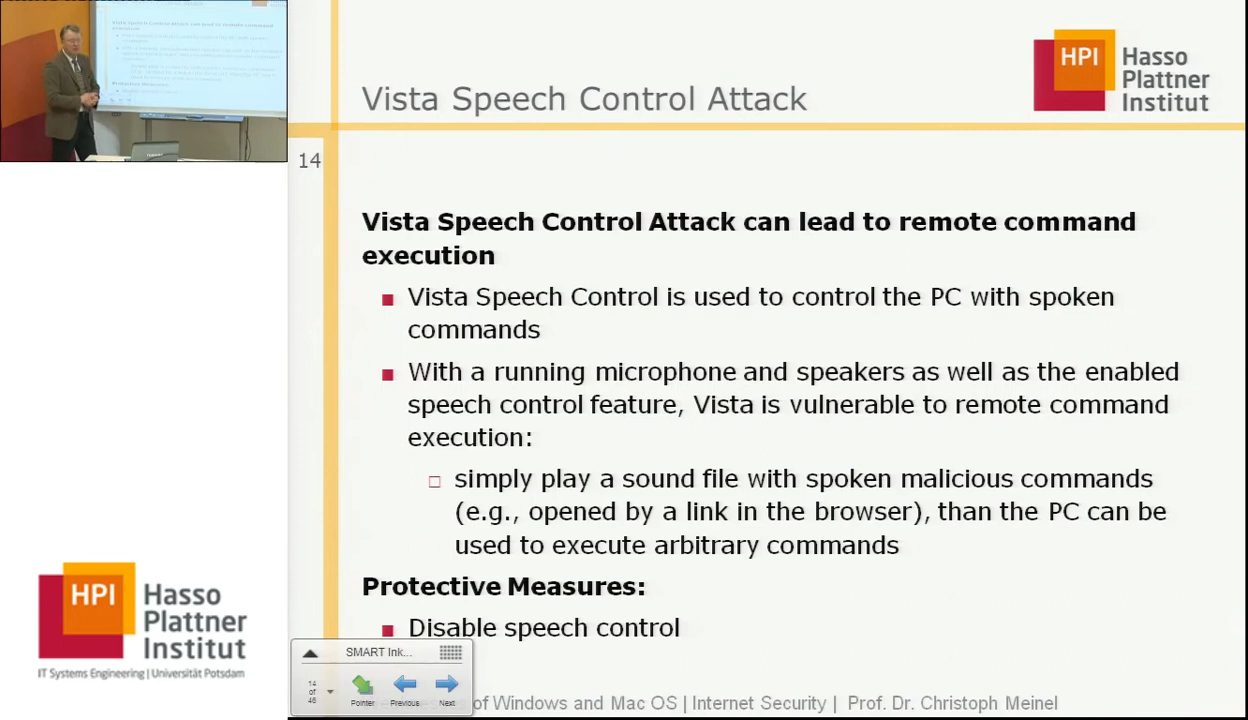 Vista Speech Control Attack
HPI
Hasso
Plattner
Institut
14
Vista Speech Control Attack can lead to remote command
execution
Vista Speech Control is used to control the PC with spoken
commands
With a running microphone and speakers as well as the enabled
speech control feature, Vista is vulnerable to remote command
execution:
simply play a sound file with spoken malicious commands
(e.g., opened by a link in the browser), than the PC can be
used to execute arbitrary commands
Protective Measures:
Disable speech control
HPI
Hasso
Plattner
Institut
IT Systems Engineering | Universität Potsdam
SMART Ink...
14
of
46
Pointer
Previous
Next
of Windows and Mac OS | Internet Security | Prof. Dr. Christoph Meinel